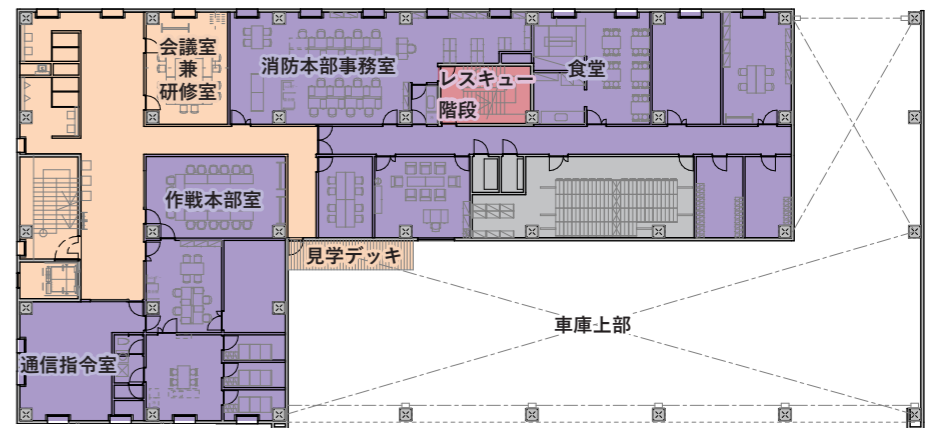 会議室
兼
研修室
消防本部事務室
レスキュー
階段
食堂
作戦本部室
見学デッキ
車庫上部
通信指令室